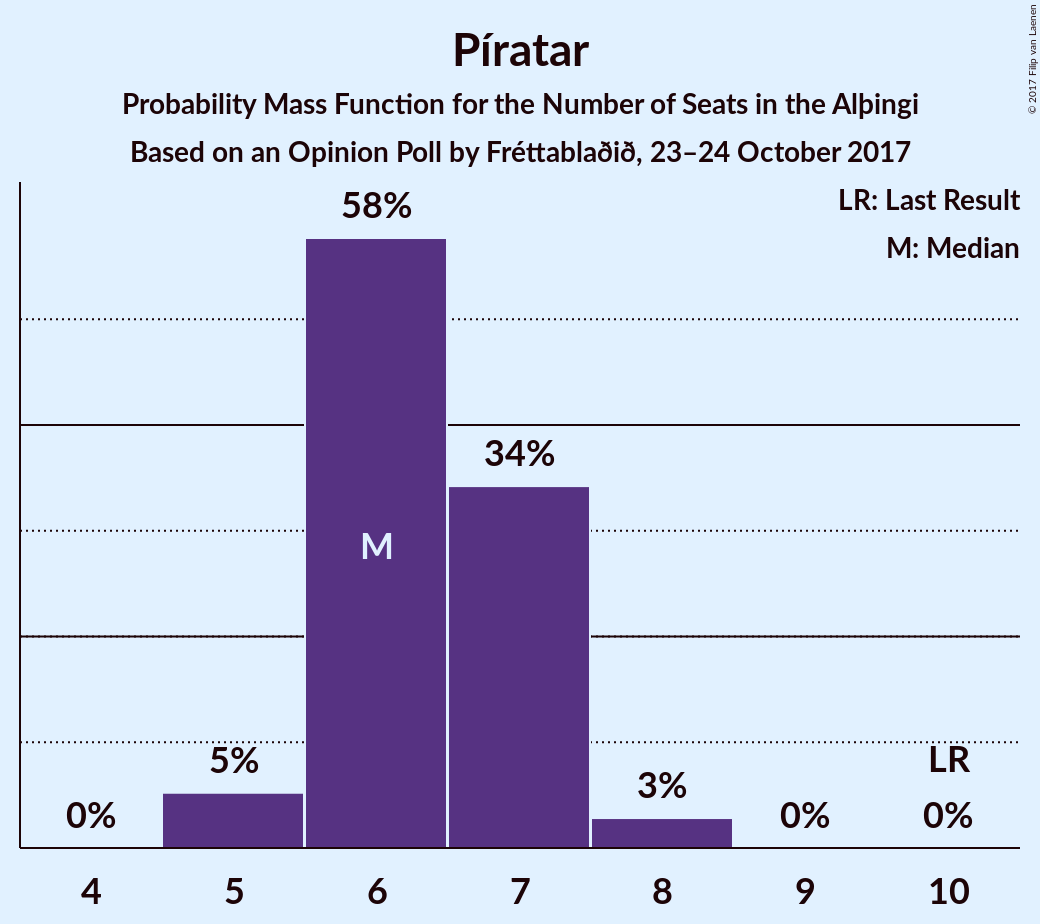 Píratar
Probability Mass Function for the Number of Seats in the Alþingi
Based on an Opinion Poll by Fréttablaðið, 23–24 October 2017
© 2017 Filip van Laenen
LR: Last Result
M: Median
58%
34%
M
5%
3%
LR
0%
0%
0%
4
5
6
7
8
9
10